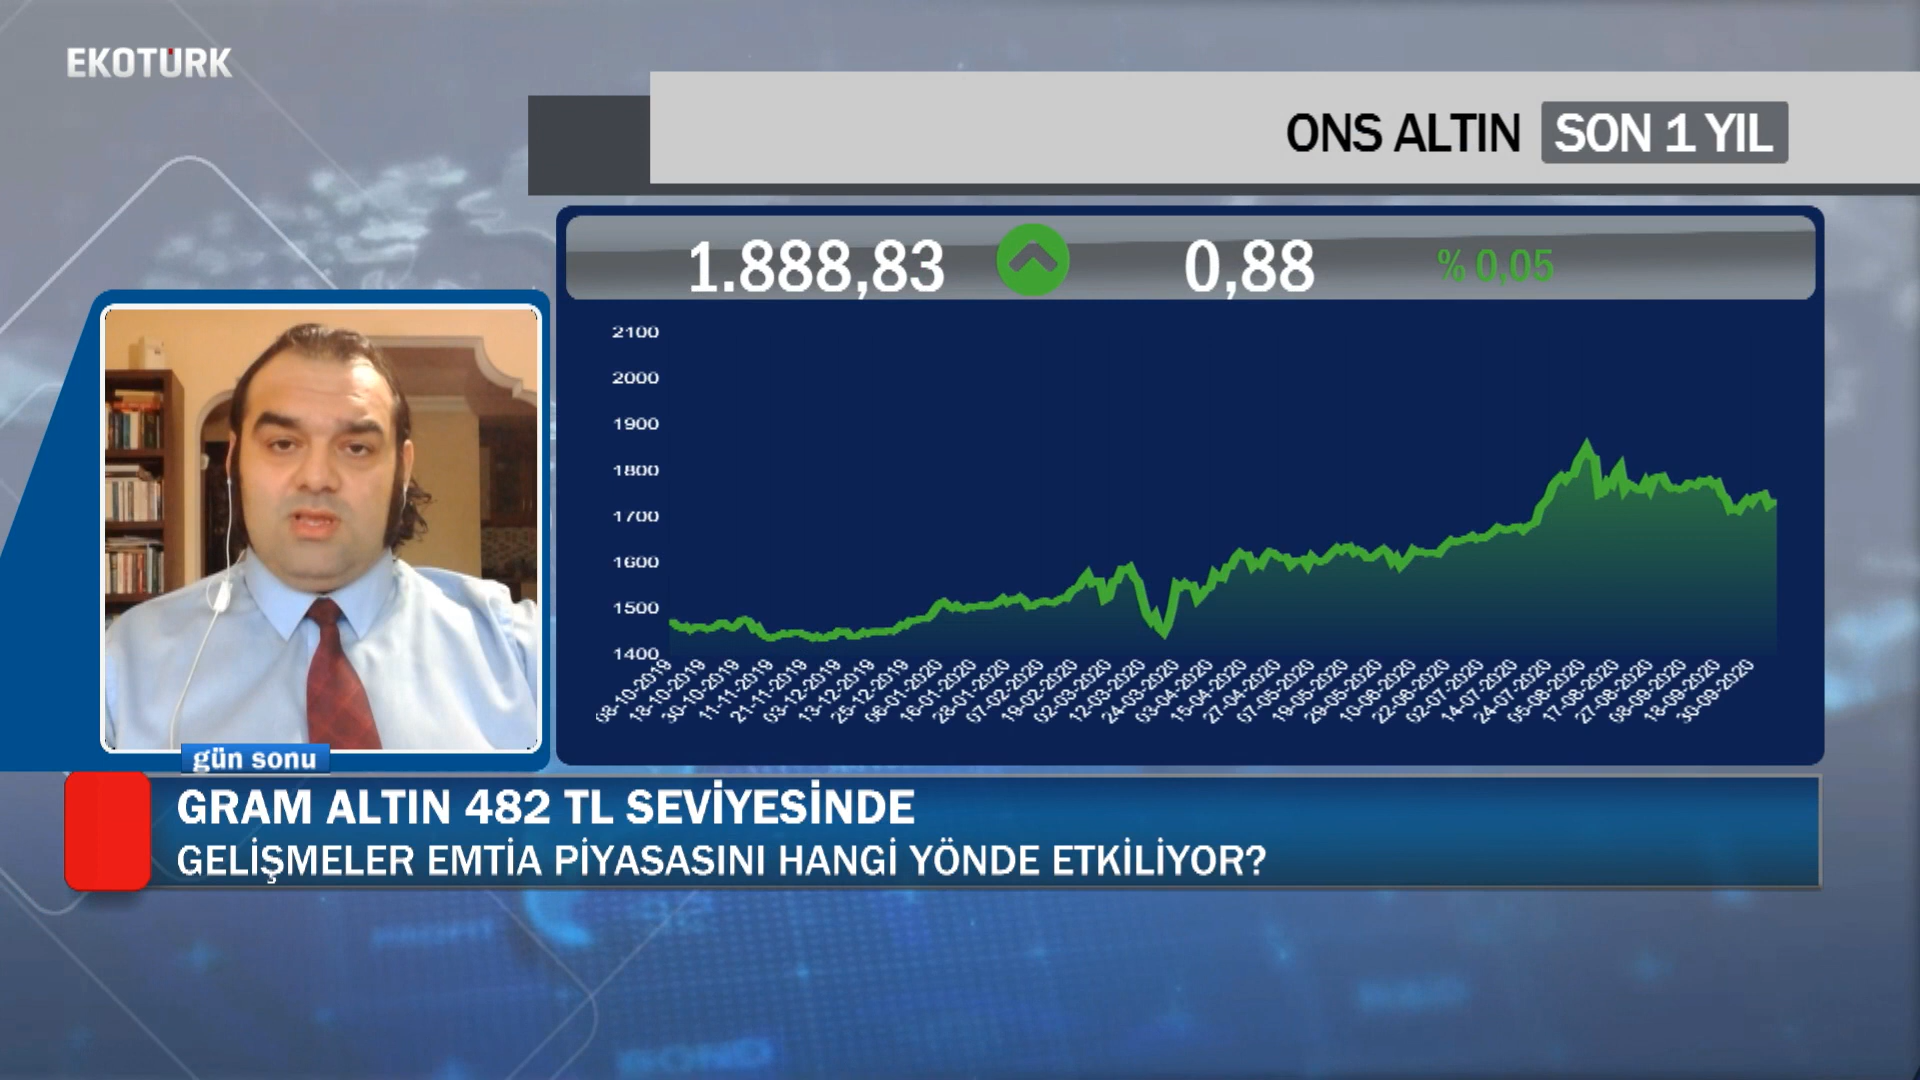 EKOTÜRK
ONS ALTIN SON 1 YIL
1.888,83 0,88 % 0,05
2100
2000
1900
1800
1700
1600
1500
1400
08-10-2019 18-10-2019 30-10-2019 11-11-2019 21-11-2019 03-12-2019 13-12-2019 25-12-2019 06-01-2020 16-01-2020 28-01-2020 07-02-2020 19-02-2020 02-03-2020 12-03-2020 24-03-2020 03-04-2020 15-04-2020 27-04-2020 07-05-2020 19-05-2020 29-05-2020 10-06-2020 22-06-2020 02-07-2020 14-07-2020 24-07-2020 05-08-2020 17-08-2020 27-08-2020 08-09-2020 18-09-2020 30-09-2020
gün sonu
GRAM ALTIN 482 TL SEVİYESİNDE
GELİŞMELER EMTİA PİYASASINI HANGİ YÖNDE ETKİLİYOR?
PROFIT
BOND